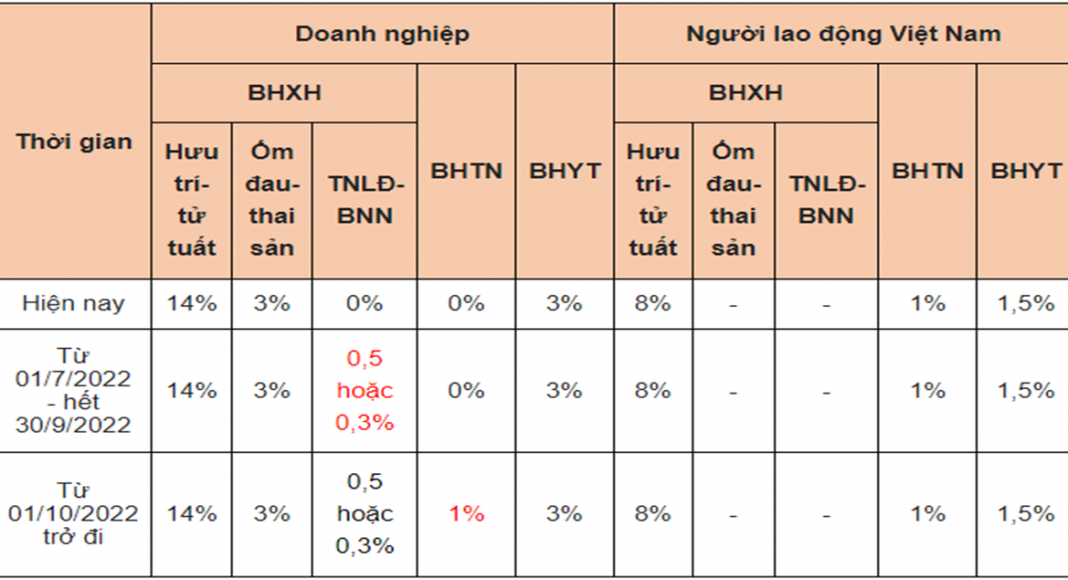 Thời gian
Doanh nghiệp
Người lao động Việt Nam
BHXH
BHTN
BHYT
BHXH
BHTN
BHYT
Hưu
trí-
tử
tuất
Ốm
đau-
thai
sản
TNLĐ-
BNN
Hưu
trí-
tử
tuất
Ốm
đau-
thai
sản
TNLĐ-
BNN
Hiện nay
14%
3%
0%
0%
3%
8%
-
-
1%
1,5%
Từ
01/7/2022
- hết
30/9/2022
14%
3%
0,5
hoặc
0,3%
0%
3%
8%
-
-
1%
1,5%
Từ
01/10/2022
trở đi
14%
3%
0,5
hoặc
0,3%
1%
3%
8%
-
-
1%
1,5%